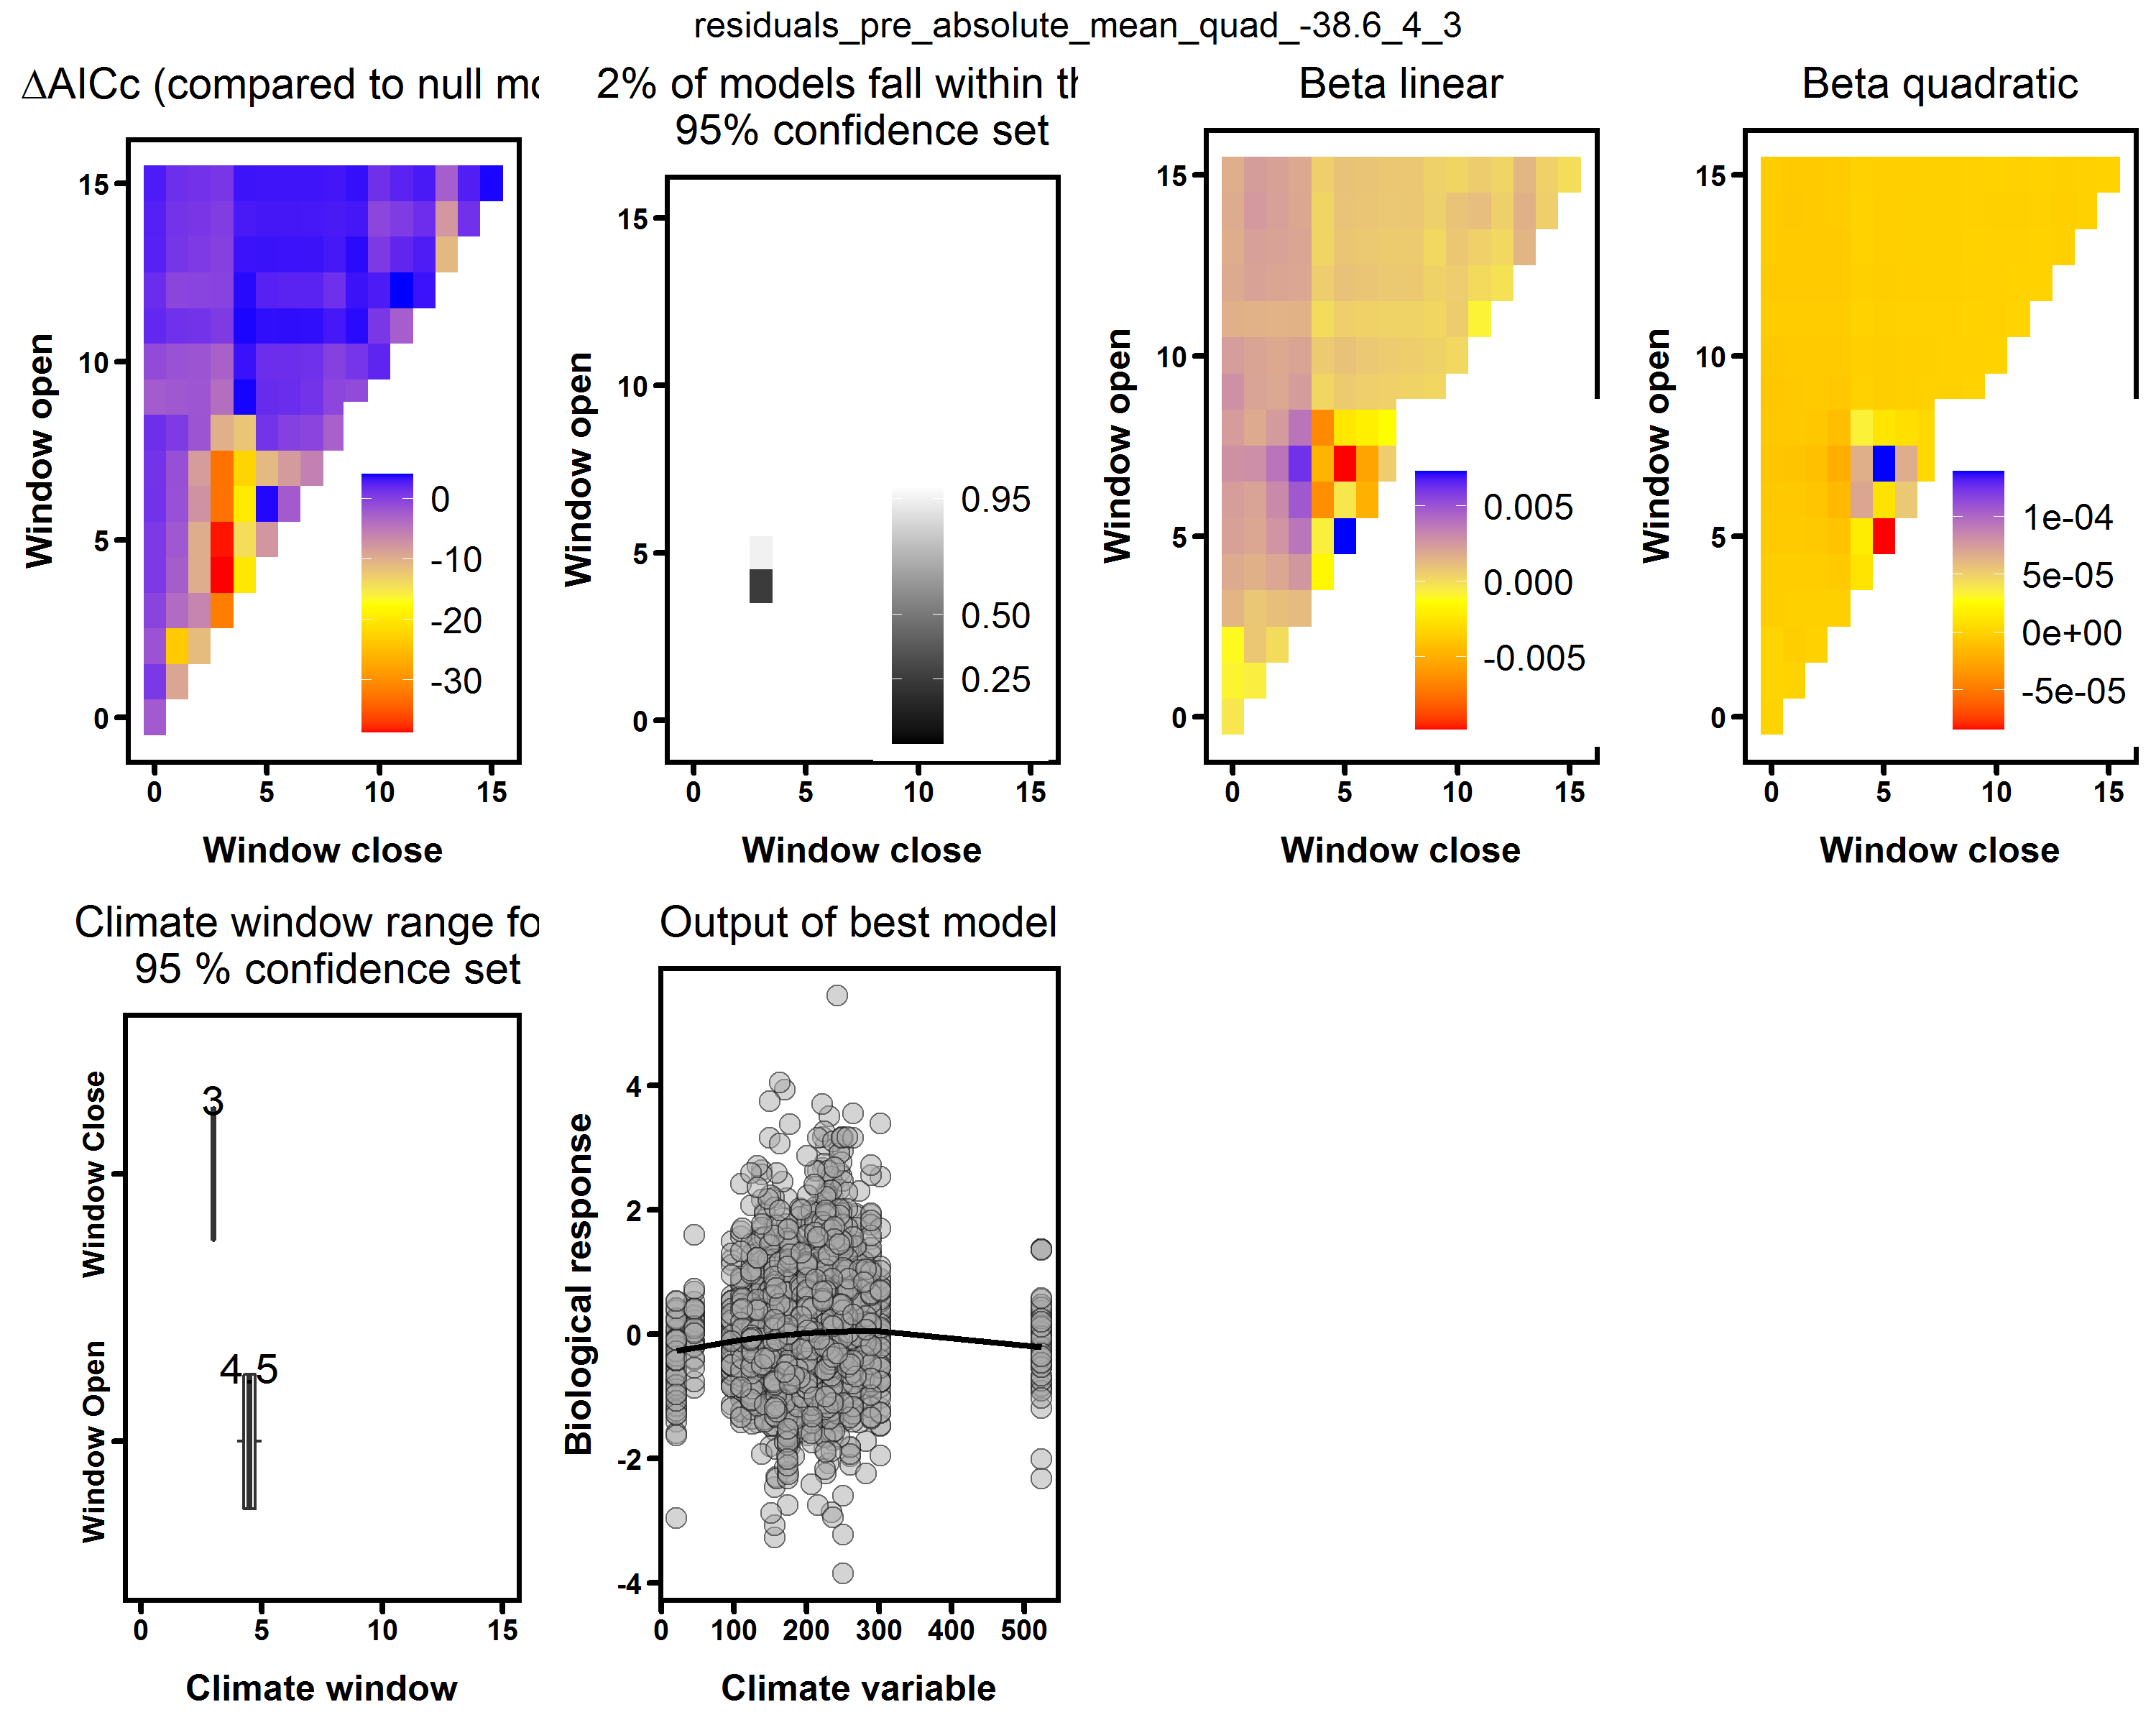 residuals_pre_absolute_mean_quad_-38.6_4_3
ΔAICc (compared to null mo
2% of models fall within th
95% confidence set
Beta linear
Beta quadratic
Window open
15
10
5
0
0
-10
-20
-30
0 5 10 15
Window close
Window open
15
10
5
0
0.95
0.50
0.25
0 5 10 15
Window close
Window open
15
10
5
0
0.005
0.000
-0.005
0 5 10 15
Window close
Window open
15
10
5
0
1e-04
5e-05
0e+00
-5e-05
0 5 10 15
Window close
Climate window range fo
95 % confidence set
Window Close
Window Open
3
4.5
0 5 10 15
Climate window
Output of best model
Biological response
4
2
0
-2
-4
0 100 200 300 400 500
Climate variable